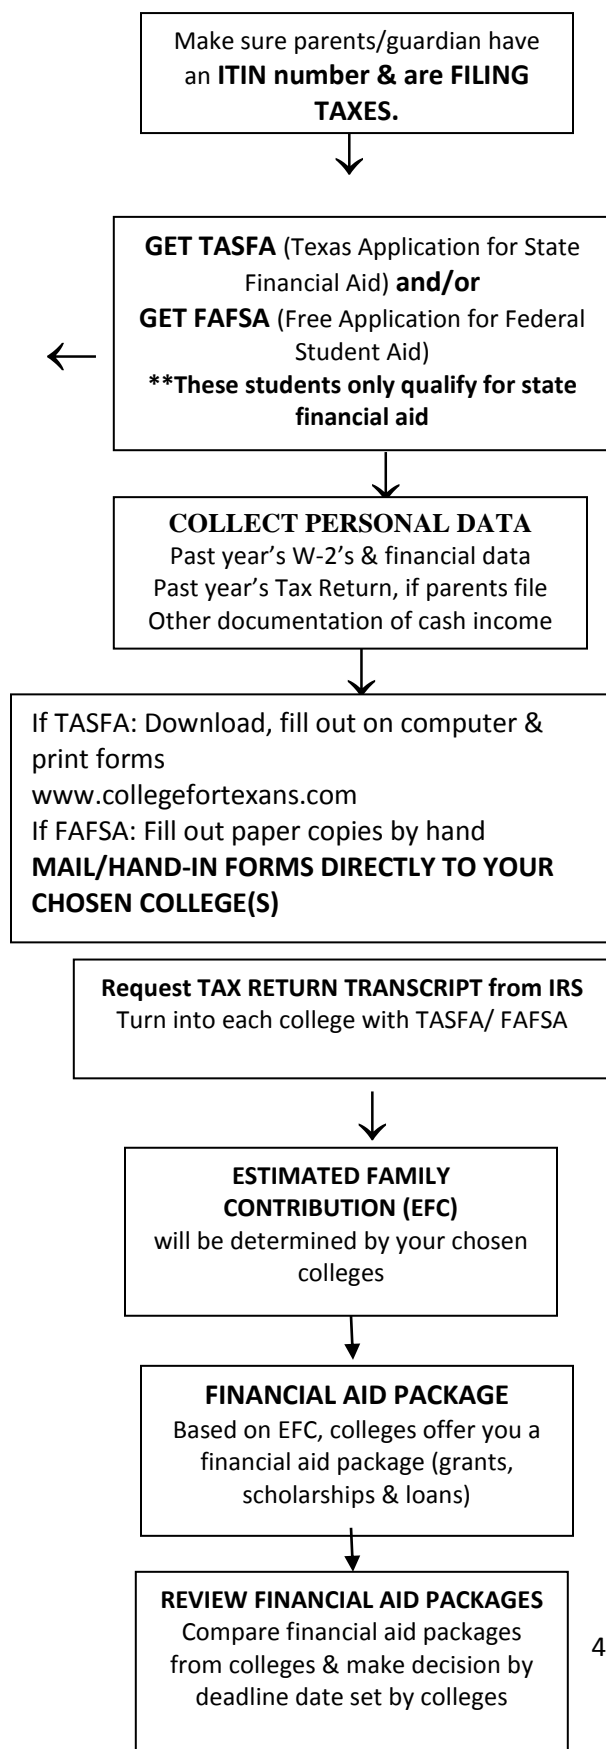 Make sure parents/guardian have
an ITIN number & are FILING
TAXES.
GET TASFA (Texas Application for State
Financial Aid) and/or
GET FAFSA (Free Application for Federal
Student Aid)
**These students only qualify for state
financial aid
COLLECT PERSONAL DATA
Past year's W-2's & financial data
Past year's Tax Return, if parents file
Other documentation of cash income
If TASFA: Download, fill out on computer &
print forms
www.collegefortexans.com
If FAFSA: Fill out paper copies by hand
MAIL/HAND-IN FORMS DIRECTLY TO YOUR
CHOSEN COLLEGE(S)
Request TAX RETURN TRANSCRIPT from IRS
Turn into each college with TASFA/ FAFSA
ESTIMATED FAMILY
CONTRIBUTION (EFC)
will be determined by your chosen
colleges
FINANCIAL AID PACKAGE
Based on EFC, colleges offer you a
financial aid package (grants,
scholarships & loans)
REVIEW FINANCIAL AID PACKAGES
Compare financial aid packages
from colleges & make decision by
deadline date set by colleges
4